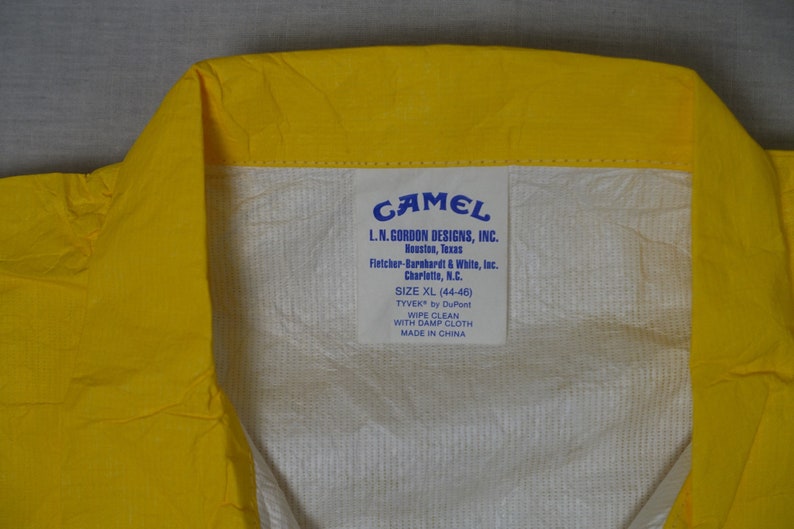 CAMEL
L.N. GORDON DESIGNS, INC.
Houston, Texas
Fletcher-Barnhardt & White, Inc.
Charlotte, N.C.
SIZE XL (44-46)
TYVEK® by DuPont
WIPE CLEAN
WITH DAMP CLOTH
MADE IN CHINA